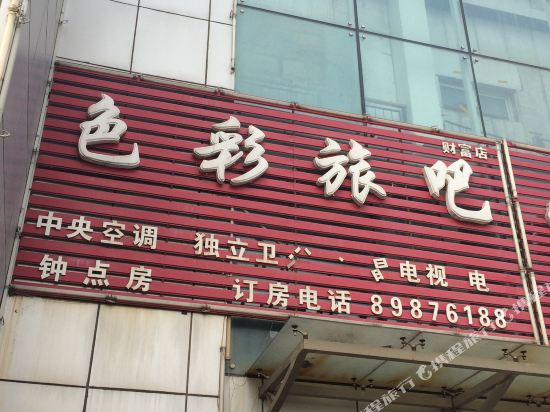 色彩旅吧
财富店
中央空调 独立卫 电视 电
钟点房 订房电话 89876188
携程旅行